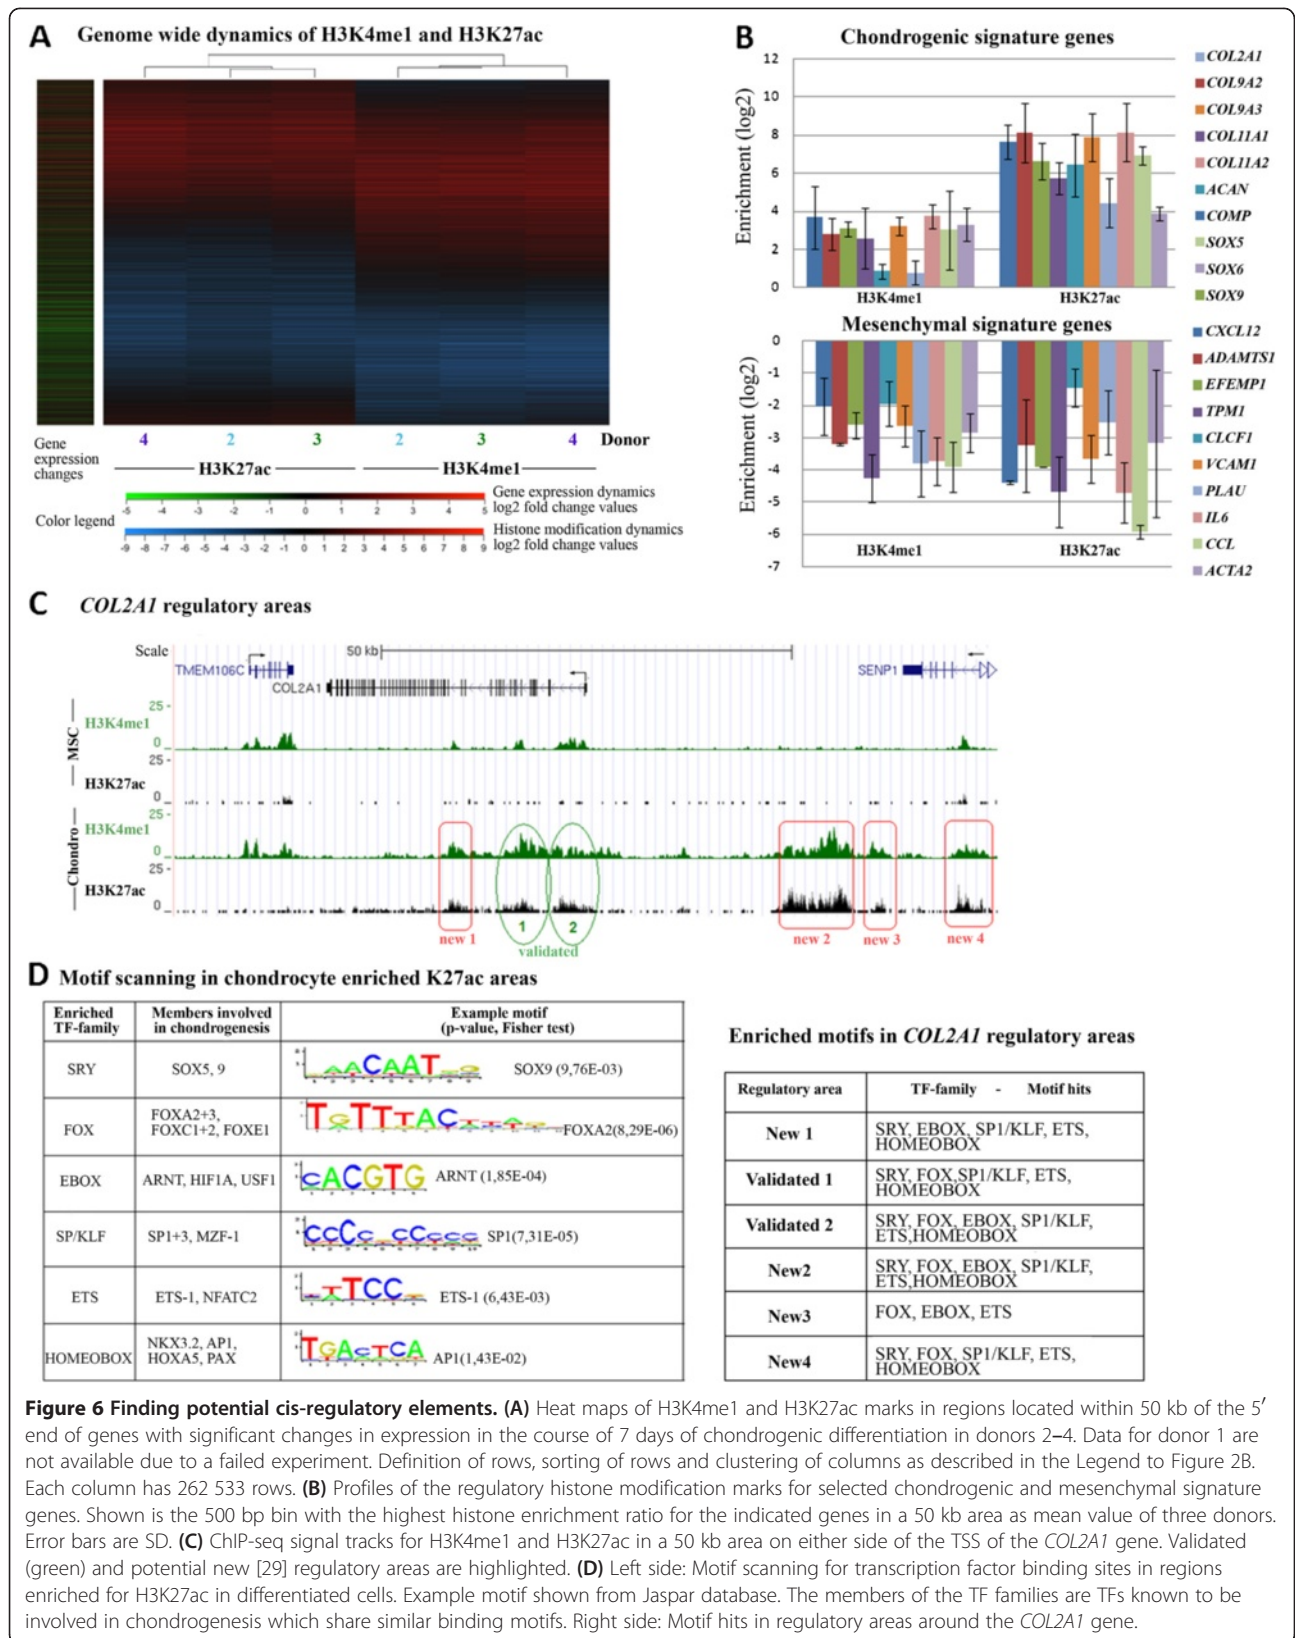 A Genome wide dynamics of H3K4me1 and H3K27ac
Gene
expression
changes
4 2 3 2 3 4 Donor
H3K27ac H3K4me1
Color legend
-5 -4 -3 -2 -1 0 1 2 3 4 5
Gene expression dynamics
log2 fold change values
-9 -8 -7 -5 -4 -3 -1 0 1 2 3 5 6 7 8 9
Histone modification dynamics
log2 fold change values
B Chondrogenic signature genes
Enrichment (log2)
12
10
8
6
4
2
0
H3K4me1 H3K27ac
COL2A1
COL9A2
COL9A3
COL11A1
COL11A2
ACAN
COMP
SOX5
SOX6
SOX9
Mesenchymal signature genes
Enrichment (log2)
0
-1
-2
-3
-4
-5
-6
-7
H3K4me1 H3K27ac
CXCL12
ADAMTS1
EFEMP1
TPM1
CLCF1
VCAM1
PLAU
IL6
CCL
ACTA2
C COL2A1 regulatory areas
Scale 50 kb
TMEM106C
COL2A1
SENP1
MSC
25
H3K4me1
0
25
H3K27ac
0
Chondro
25
H3K4me1
0
25
H3K27ac
0
1 2
new 1 validated new 2 new 3 new 4
D Motif scanning in chondrocyte enriched K27ac areas
Enriched
TF-family
Members involved
in chondrogenesis
Example motif
(p-value, Fisher test)
SRY
SOX5, 9
SOX9 (9,76E-03)
FOX
FOXA2+3,
FOXC1+2, FOXE1
FOXA2(8,29E-06)
EBOX
ARNT, HIF1A, USF1
CACGTG
ARNT (1,85E-04)
SP/KLF
SP1+3, MZF-1
SP1(7,31E-05)
ETS
ETS-1, NFATC2
ETS-1 (6,43E-03)
HOMEOBOX
NKX3.2, AP1,
HOXA5, PAX
TGACTCA
AP1(1,43E-02)
Enriched motifs in COL2A1 regulatory areas
Regulatory area TF-family - Motif hits
New 1
SRY, EBOX, SP1/KLF, ETS,
HOMEOBOX
Validated 1
SRY, FOX,SP1/KLF, ETS,
HOMEOBOX
Validated 2
SRY, FOX, EBOX, SP1/KLF,
ETS,HOMEOBOX
New2
SRY, FOX, EBOX, SP1/KLF,
ETS,HOMEOBOX
New3
FOX, EBOX, ETS
New4
SRY, FOX, SP1/KLF, ETS,
HOMEOBOX
Figure 6 Finding potential cis-regulatory elements. (A) Heat maps of H3K4me1 and H3K27ac marks in regions located within 50 kb of the 5′
end of genes with significant changes in expression in the course of 7 days of chondrogenic differentiation in donors 2–4. Data for donor 1 are
not available due to a failed experiment. Definition of rows, sorting of rows and clustering of columns as described in the Legend to Figure 2B.
Each column has 262 533 rows. (B) Profiles of the regulatory histone modification marks for selected chondrogenic and mesenchymal signature
genes. Shown is the 500 bp bin with the highest histone enrichment ratio for the indicated genes in a 50 kb area as mean value of three donors.
Error bars are SD. (C) ChIP-seq signal tracks for H3K4me1 and H3K27ac in a 50 kb area on either side of the TSS of the COL2A1 gene. Validated
(green) and potential new [29] regulatory areas are highlighted. (D) Left side: Motif scanning for transcription factor binding sites in regions
enriched for H3K27ac in differentiated cells. Example motif shown from Jaspar database. The members of the TF families are TFs known to be
involved in chondrogenesis which share similar binding motifs. Right side: Motif hits in regulatory areas around the COL2A1 gene.